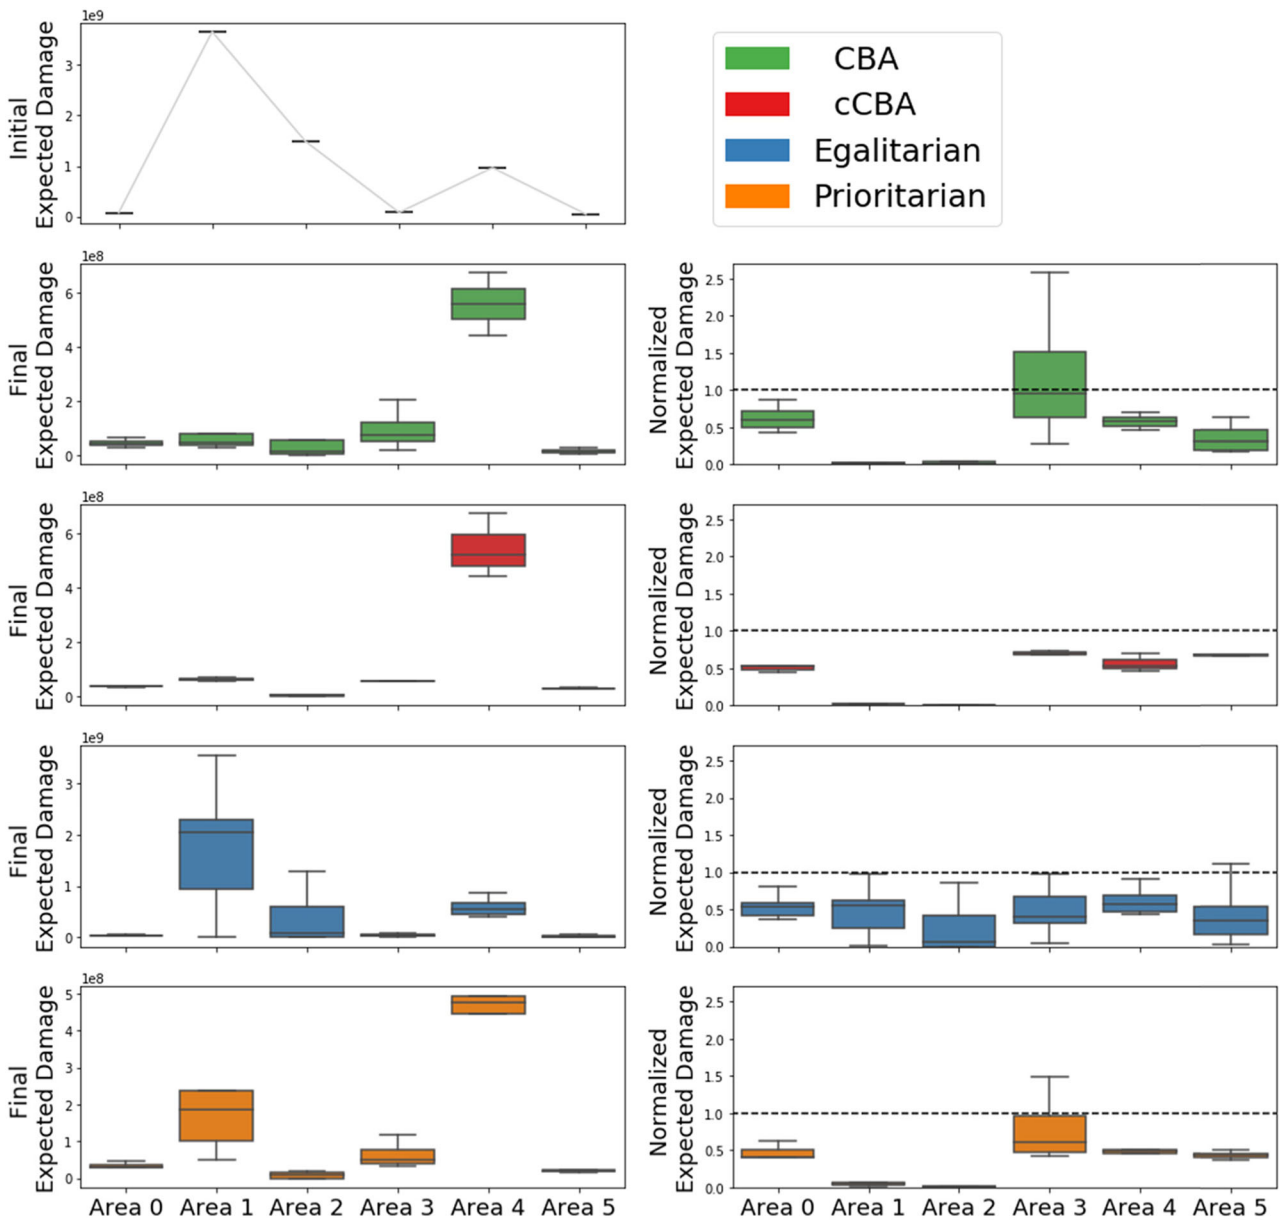 1e9
Initial
Expected Damage
3
2
1
0
CBA
cCBA
Egalitarian
Prioritarian
1e8
Final
Expected Damage
6
4
2
0
Normalized
Expected Damage
2.5
2.0
1.5
1.0
0.5
0.0
1e8
Final
Expected Damage
6
4
2
0
Normalized
Expected Damage
2.5
2.0
1.5
1.0
0.5
0.0
1e9
Final
Expected Damage
3
2
1
0
Normalized
Expected Damage
2.5
2.0
1.5
1.0
0.5
0.0
1e8
Final
Expected Damage
5
4
3
2
1
0
Area 0 Area 1 Area 2 Area 3 Area 4 Area 5
Normalized
Expected Damage
2.5
2.0
1.5
1.0
0.5
0.0
Area 0 Area 1 Area 2 Area 3 Area 4 Area 5